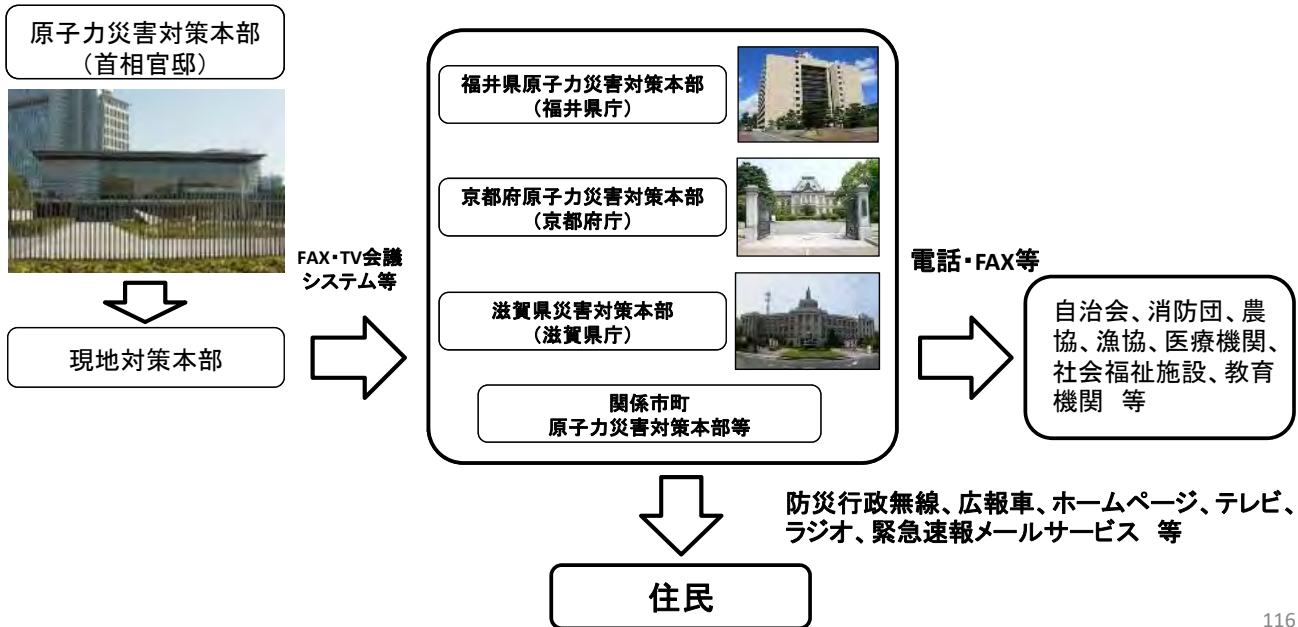 原子力災害対策本部
（首相官邸）
現地対策本部
FAX・TV会議
システム等
福井県原子力災害対策本部
（福井県庁）
京都府原子力災害対策本部
（京都府庁）
滋賀県災害対策本部
（滋賀県庁）
関係市町
原子力災害対策本部等
電話・FAX等
自治会、消防団、農
協、漁協、医療機関、
社会福祉施設、教育
機関　等
防災行政無線、広報車、ホームページ、テレビ、
ラジオ、緊急速報メールサービス　等
住民
116